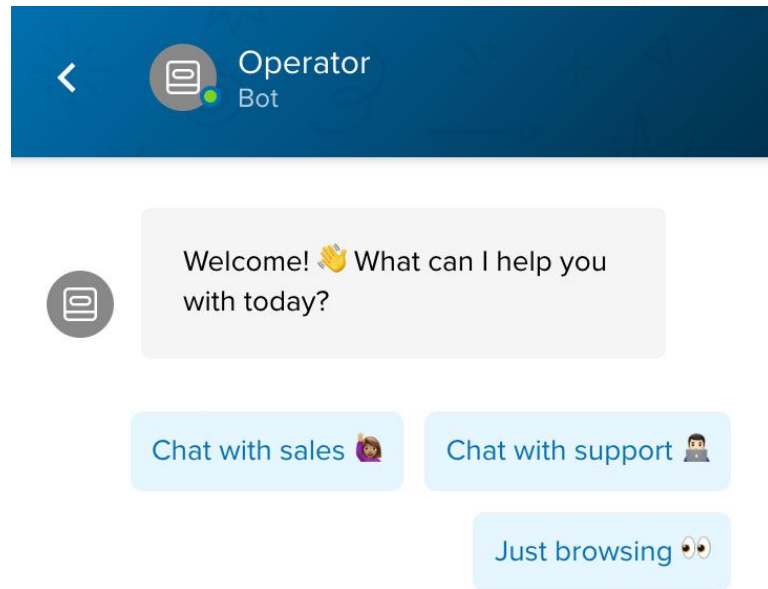 Operator
Bot
Welcome! 👋 What can I help you
with today?
Chat with sales 🙋🏽‍♀️
Chat with support 👨🏻‍💻
Just browsing 👀